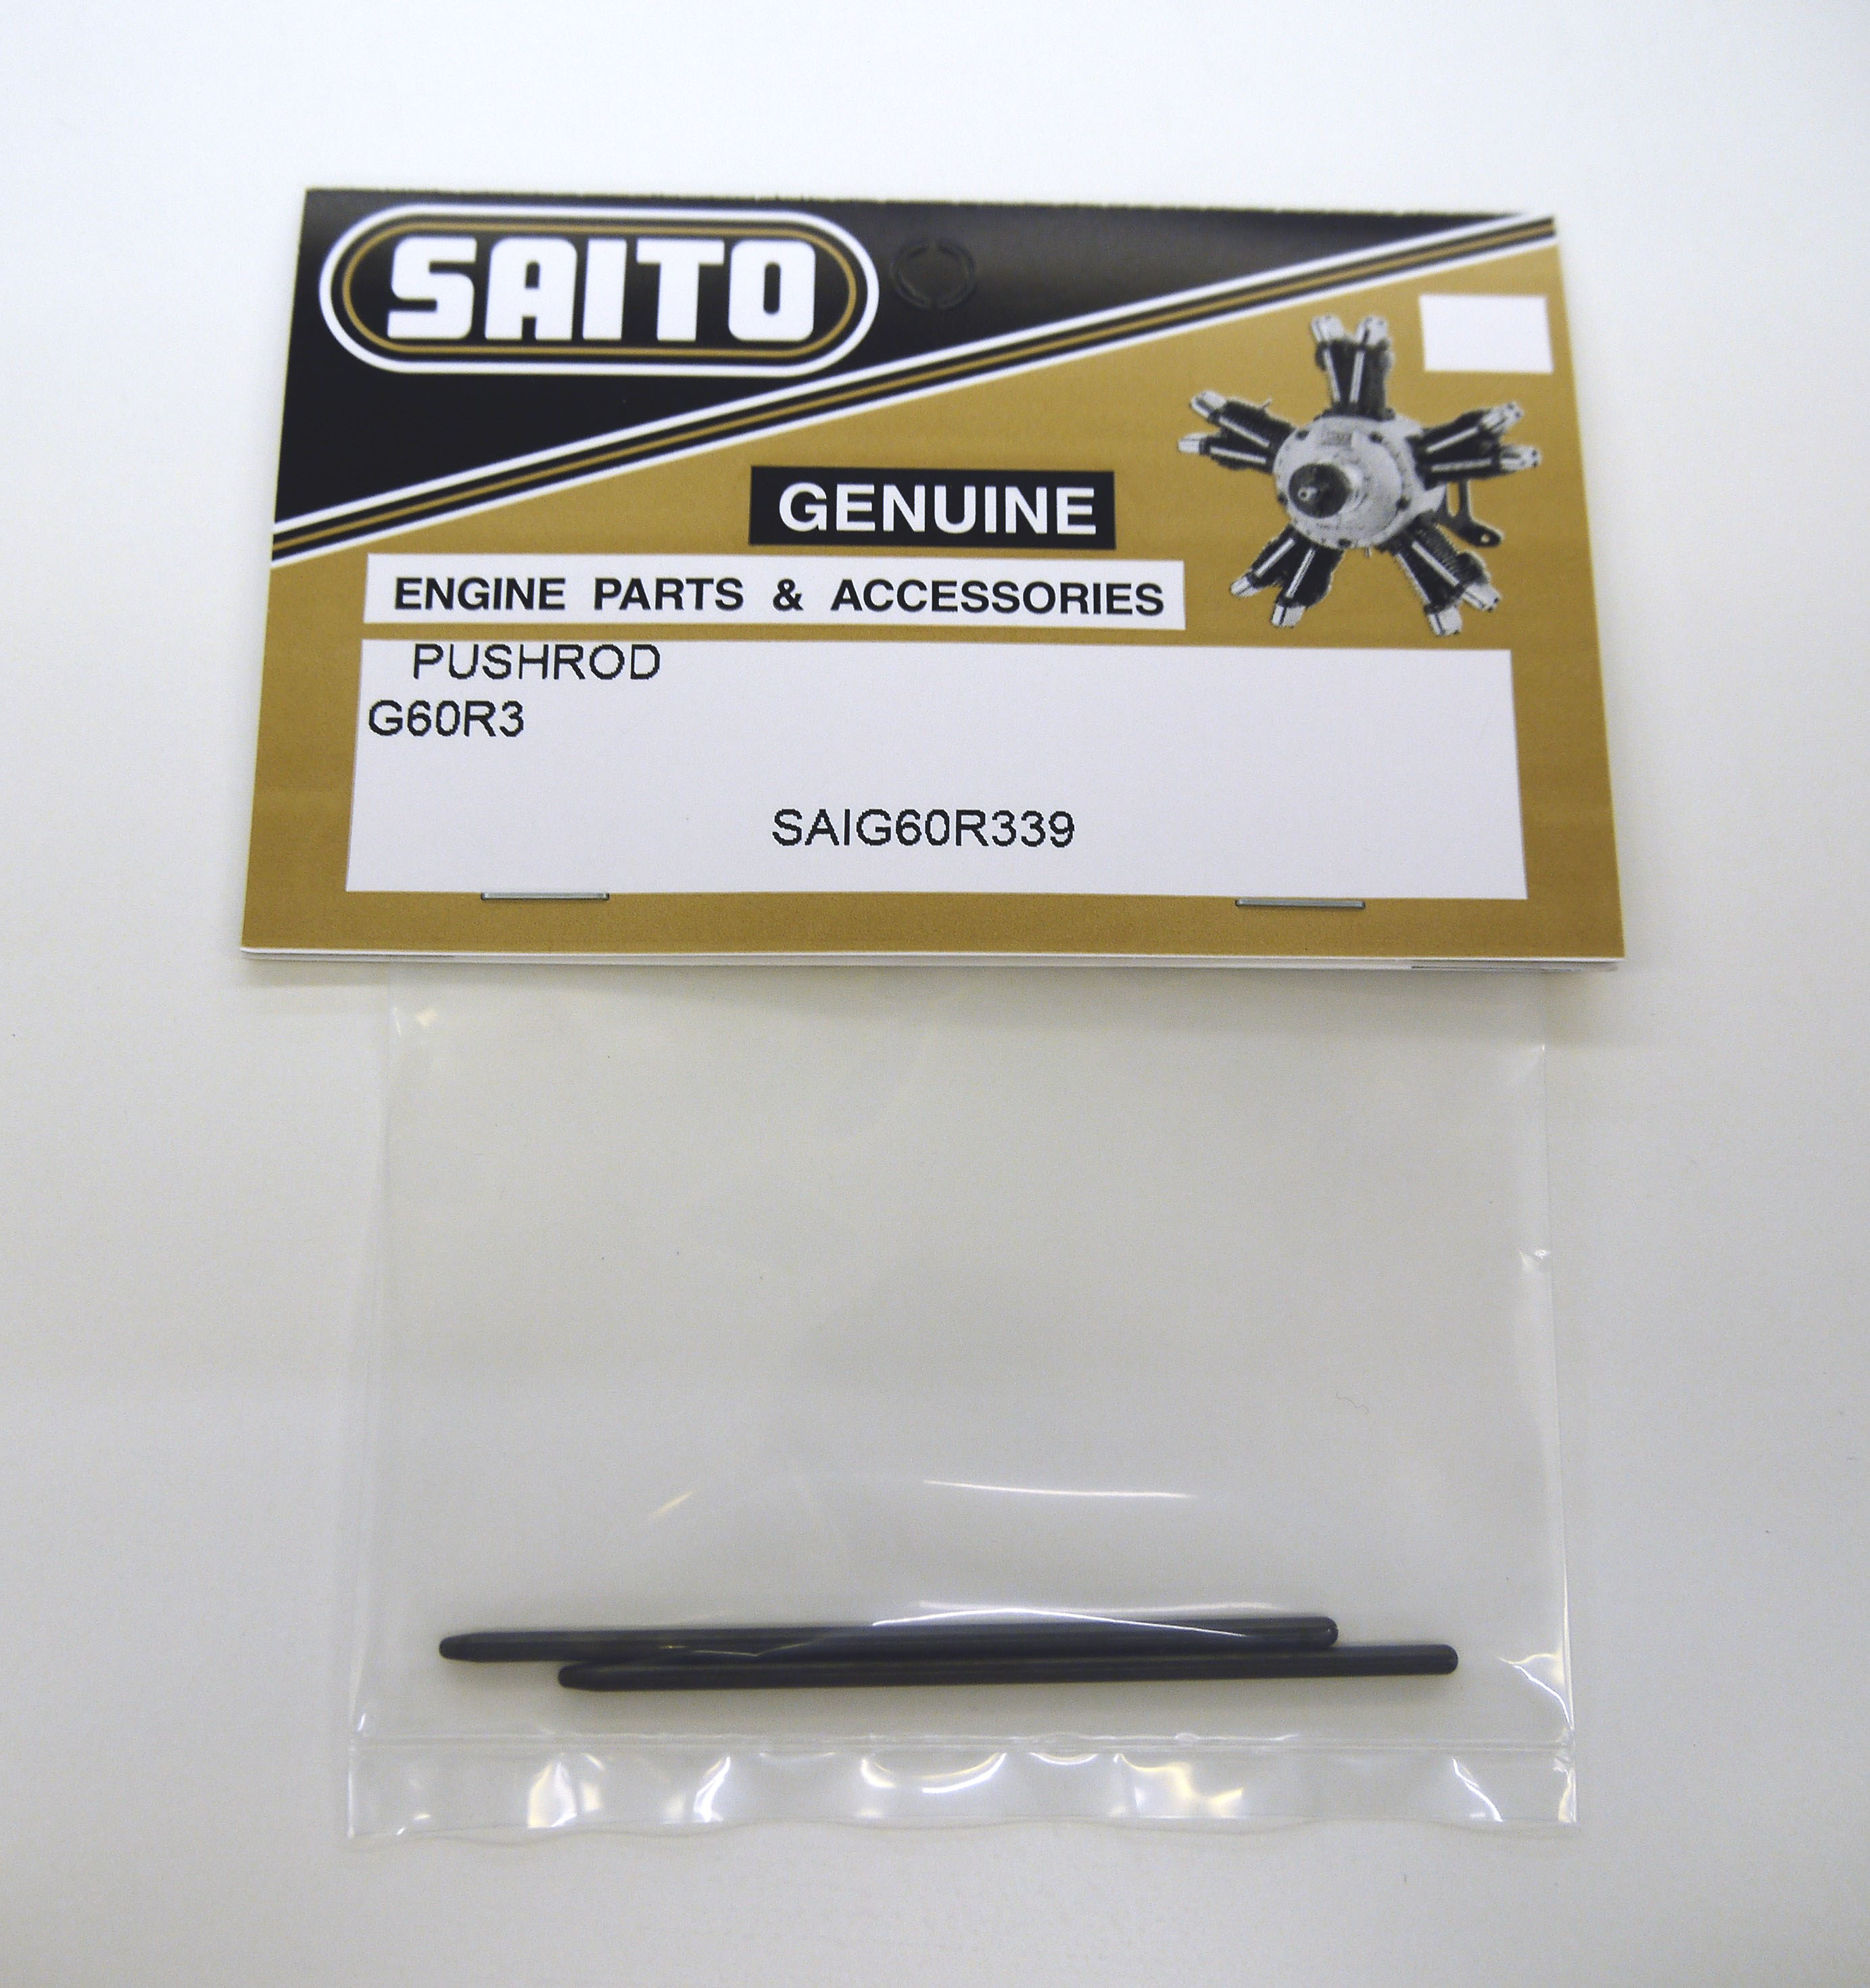 SAITO
GENUINE
ENGINE PARTS & ACCESSORIES
PUSHROD
G60R3
SAIG60R339